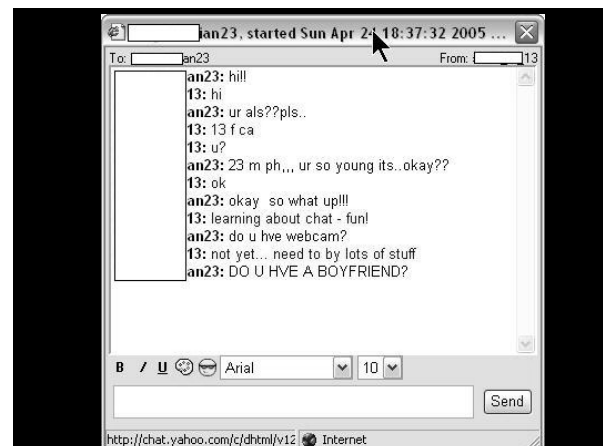 ian23, started Sun Apr 24 18:37:32 2005 ...
To: an23 From: 13
an23: hi!!
13: hi
an23: ur als??pls..
13: 13 f ca
13: u?
an23: 23 m ph,,, ur so young its..okay??
13: ok
an23: okay so what up!!!
13: learning about chat - fun!
an23: do u hve webcam?
13: not yet... need to by lots of stuff
an23: DO U HVE A BOYFRIEND?
B I U Arial 10
Send
http://chat.yahoo.com/c/dhtml/v12 Internet